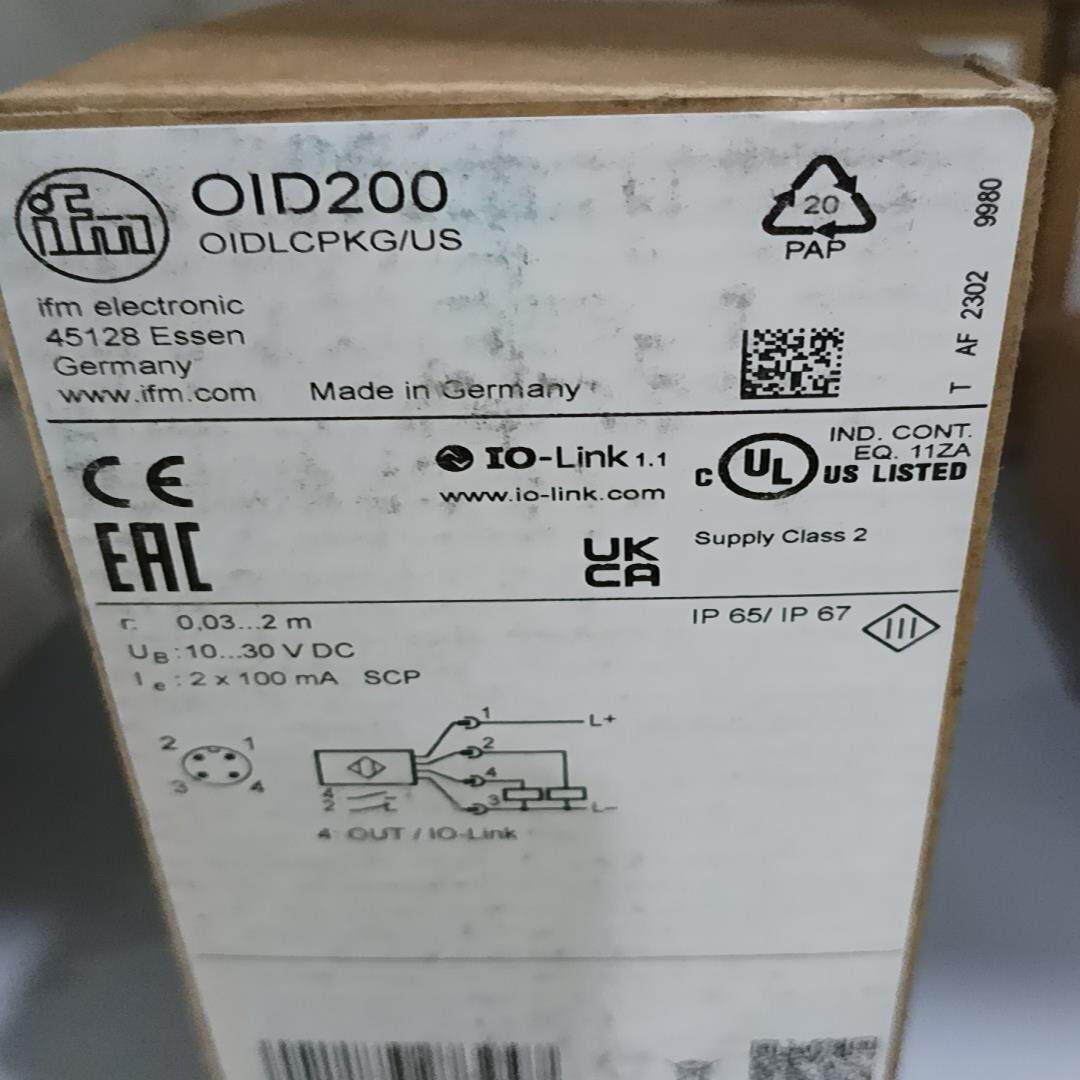 ifm
OID200
OIDLCPKG/US
ifm electronic
45128 Essen
Germany
www.ifm.com
Made in Germany
20
PAP
T AF 2302 9980
CE
EAC
IO-Link 1.1
www.io-link.com
UK
CA
C UL US LISTED
IND. CONT.
EQ. 11ZA
Supply Class 2
r: 0,03...2 m
UB : 10...30 V DC
Ie : 2 x 100 mA SCP
IP 65/ IP 67
III
2 1
3 4
1 L+
2
4
3 L-
4
2
4: OUT / IO-Link